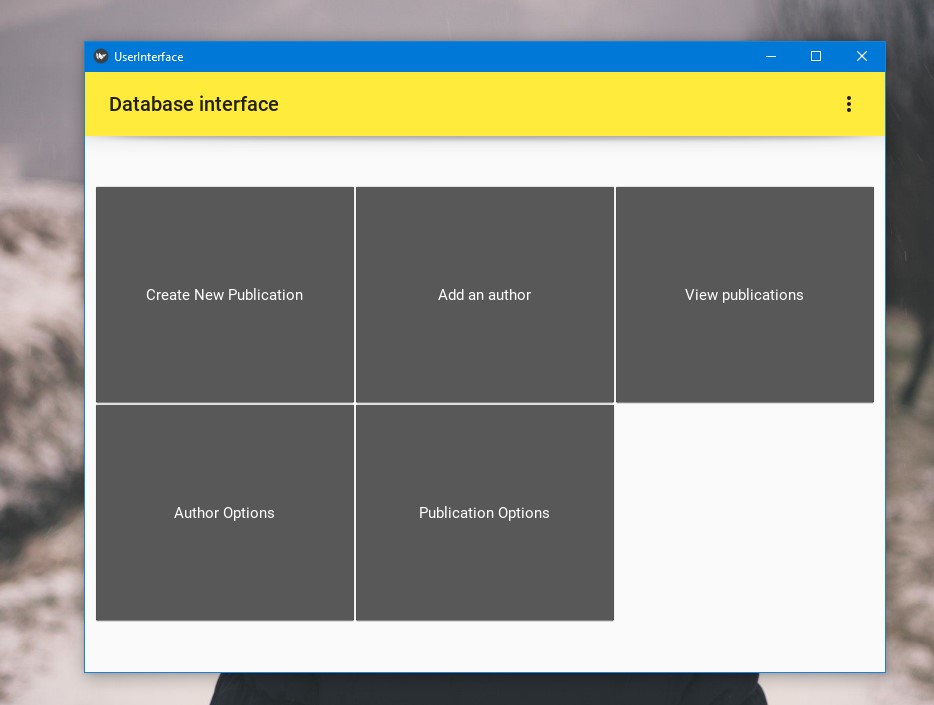 UserInterface
Database interface
Create New Publication
Add an author
View publications
Author Options
Publication Options